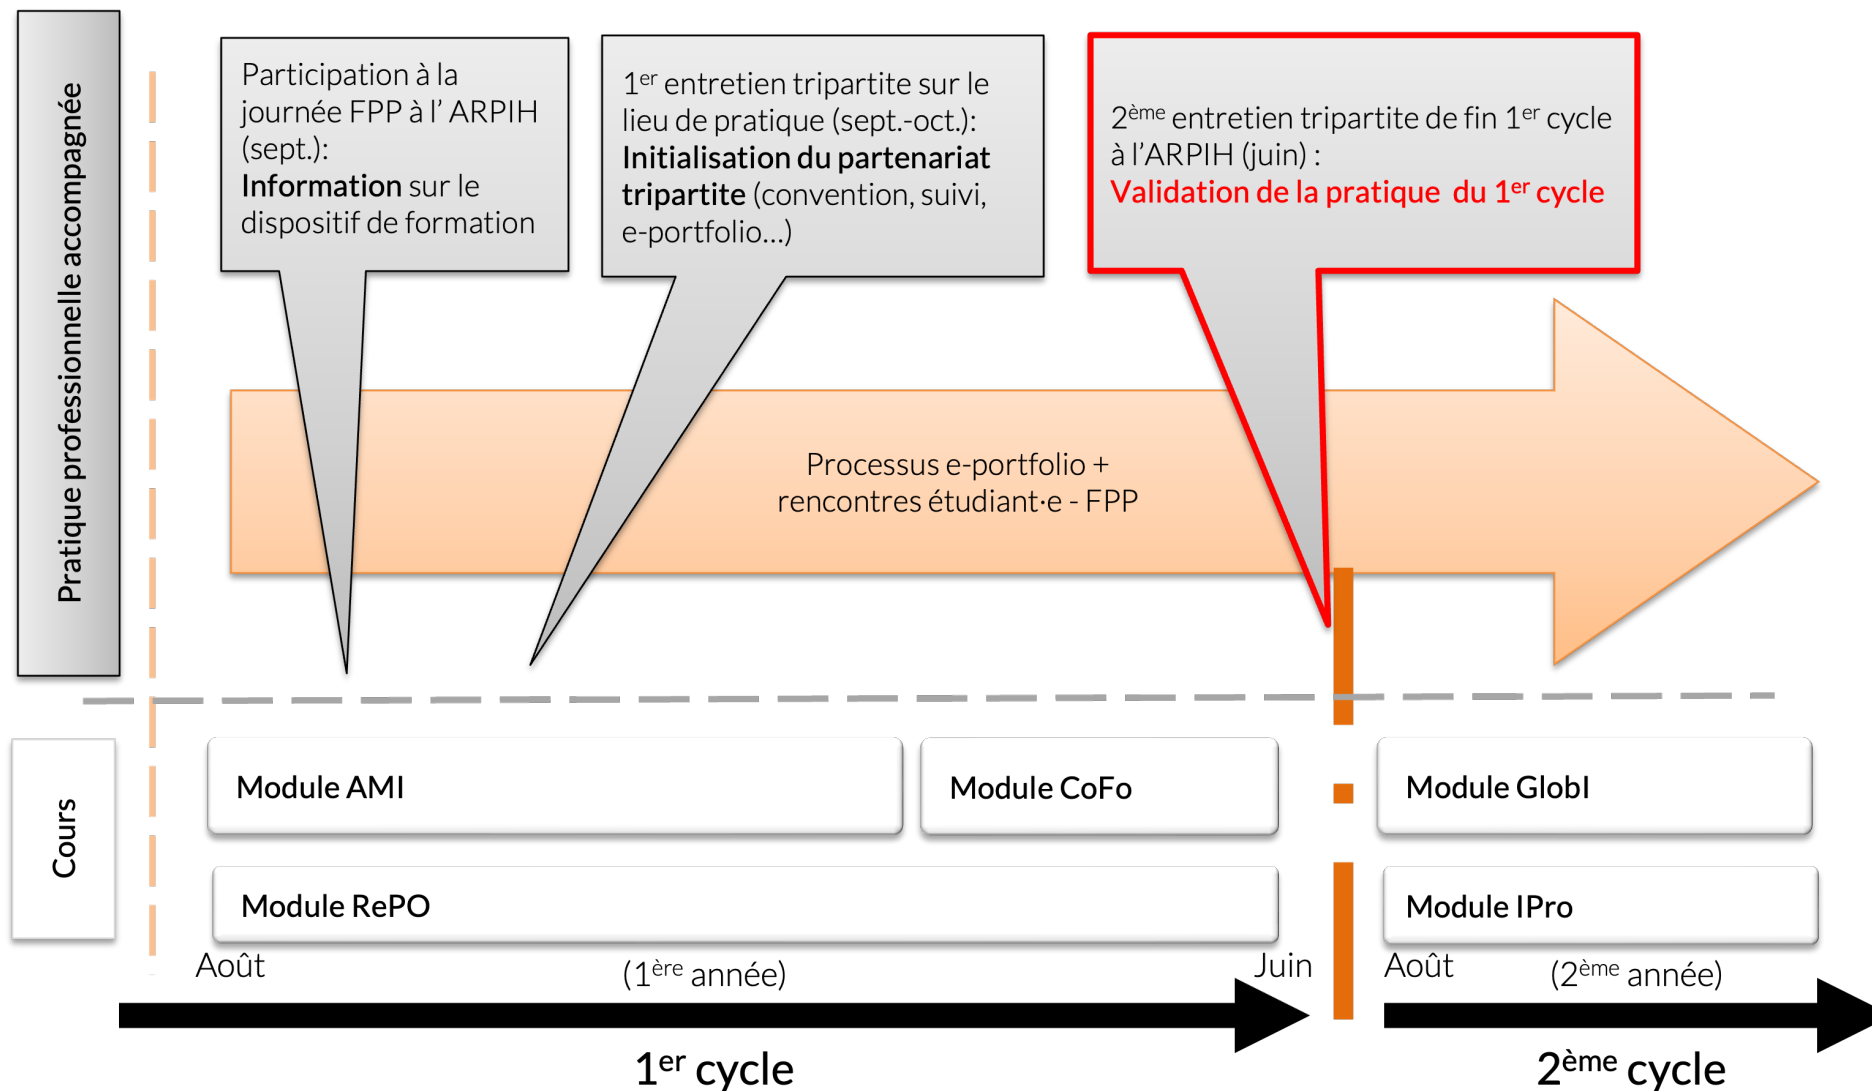 Pratique professionnelle accompagnée
Participation à la
journée FPP à l’ ARPIH
(sept.):
Information sur le
dispositif de formation
1er entretien tripartite sur le
lieu de pratique (sept.-oct.):
Initialisation du partenariat
tripartite (convention, suivi,
e-portfolio...)
2ème entretien tripartite de fin 1er cycle
à l’ARPIH (juin) :
Validation de la pratique du 1er cycle
Processus e-portfolio +
rencontres étudiant·e - FPP
Cours
Module AMI
Module CoFo
Module GlobI
Module RePO
Module IPro
Août
(1ère année)
Juin
Août
(2ème année)
1er cycle
2ème cycle